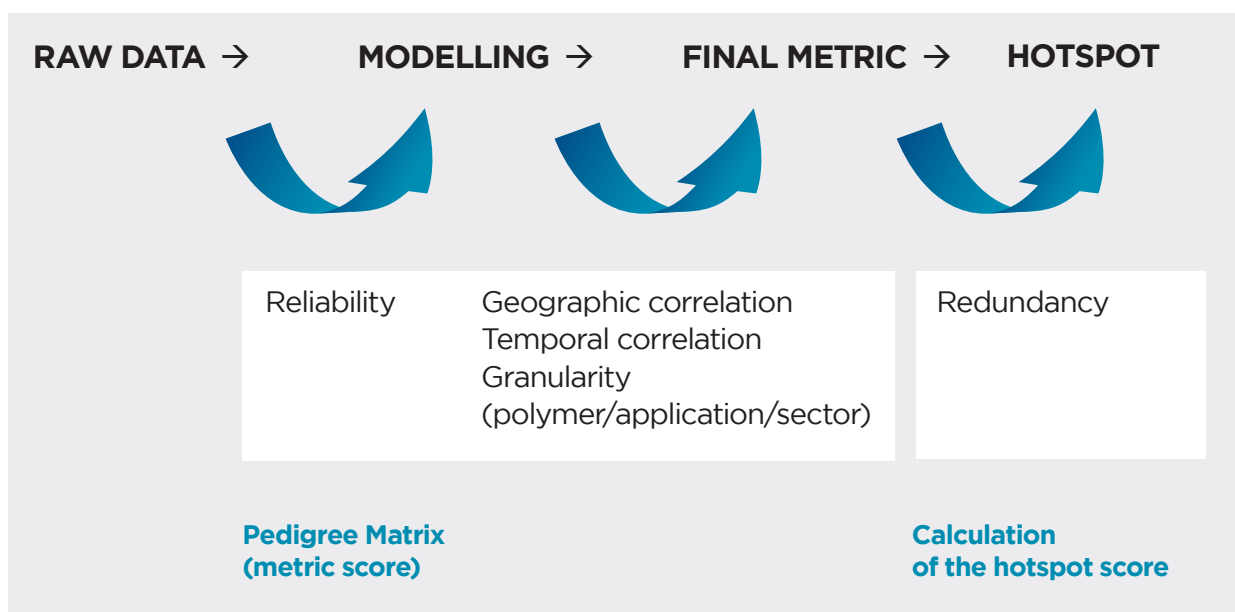 RAW DATA → MODELLING → FINAL METRIC → HOTSPOT
Reliability
Geographic correlation
Temporal correlation
Granularity
(polymer/application/sector)
Redundancy
Pedigree Matrix
(metric score)
Calculation
of the hotspot score